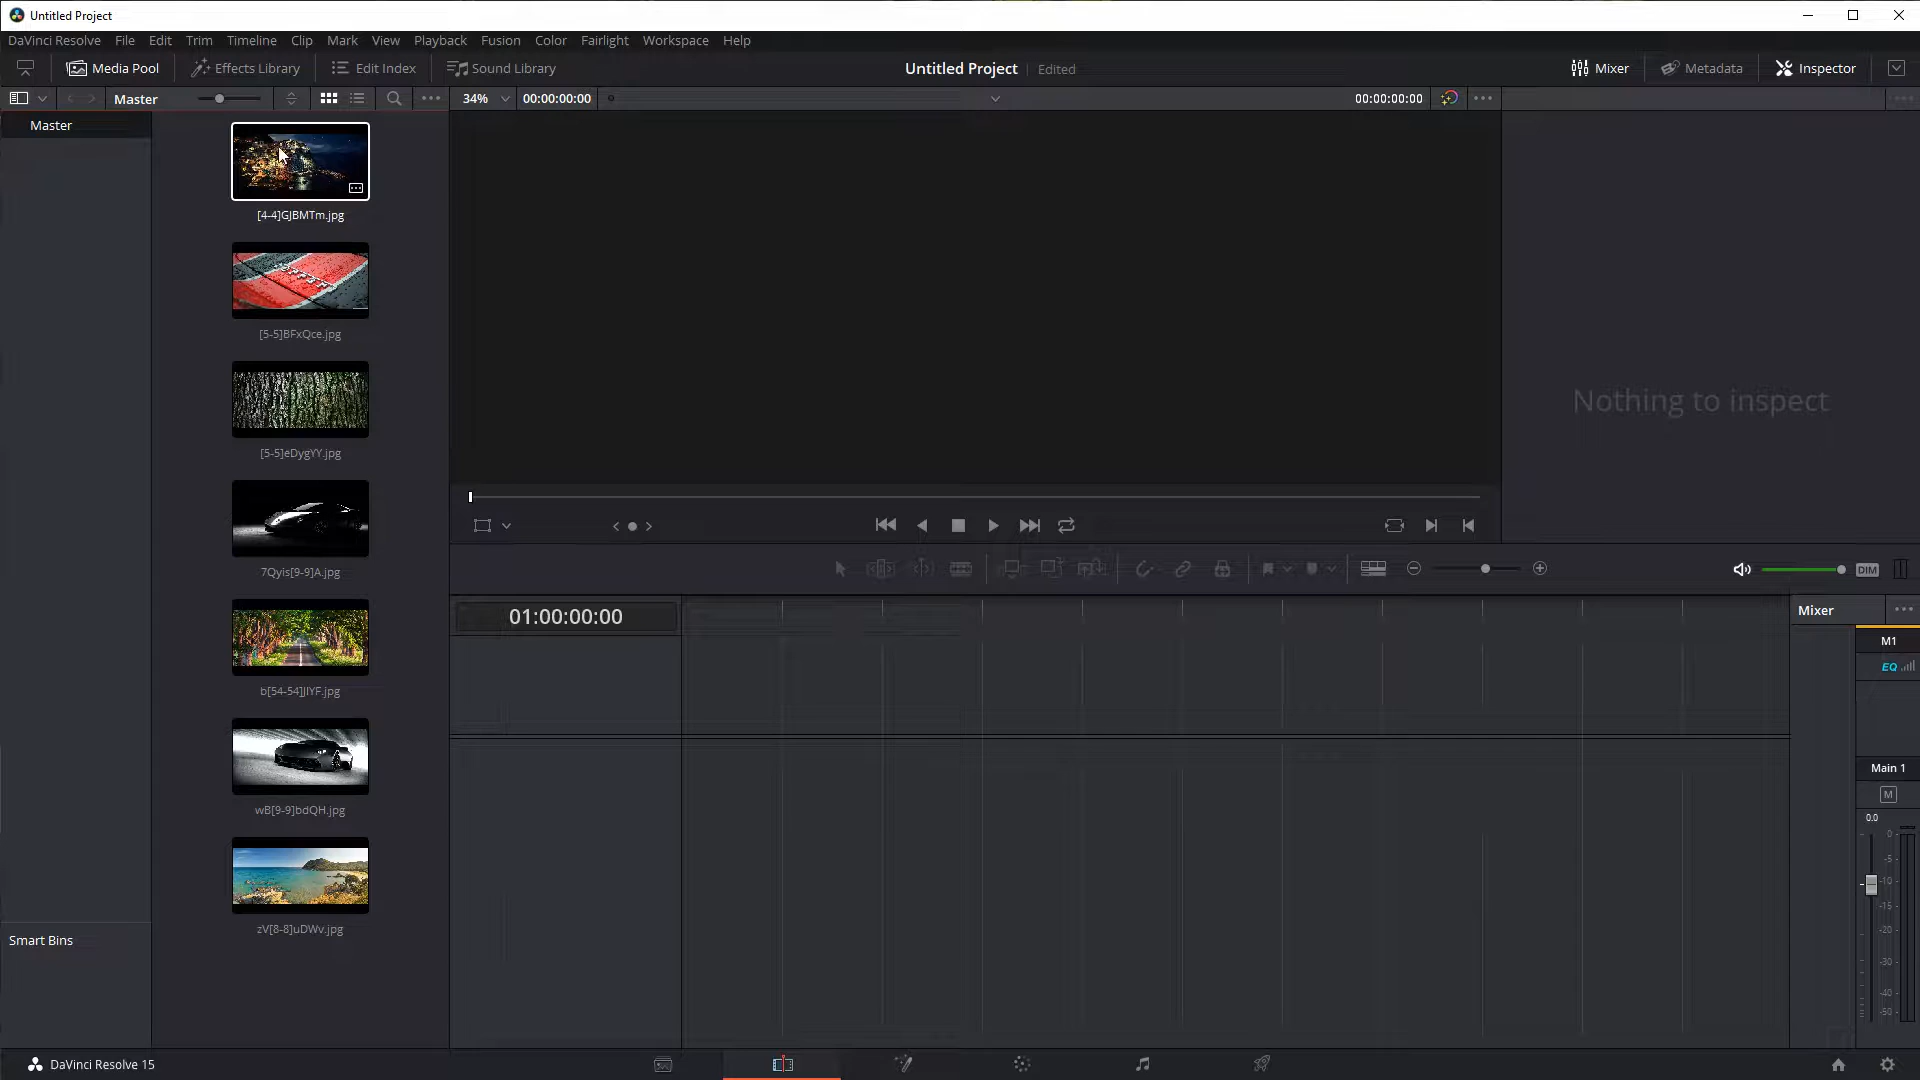 Untitled Project
DaVinci Resolve File Edit Trim Timeline Clip Mark View Playback Fusion Color Fairlight Workspace Help
Media Pool Effects Library Edit Index Sound Library Untitled Project Edited Mixer Metadata Inspector
Master 34% 00:00:00:00 00:00:00:00
Master
[4-4]GJBMTm.jpg
[5-5]BFxQce.jpg
[5-5]eDygYY.jpg
7Qyis[9-9]A.jpg
b[54-54]JIYF.jpg
wB[9-9]bdQH.jpg
zV[8-8]uDWv.jpg
Smart Bins
Nothing to inspect
DIM
01:00:00:00
Mixer
M1
EQ
Main 1
M
0.0
0
-5
-10
-15
-20
-30
-40
-50
DaVinci Resolve 15